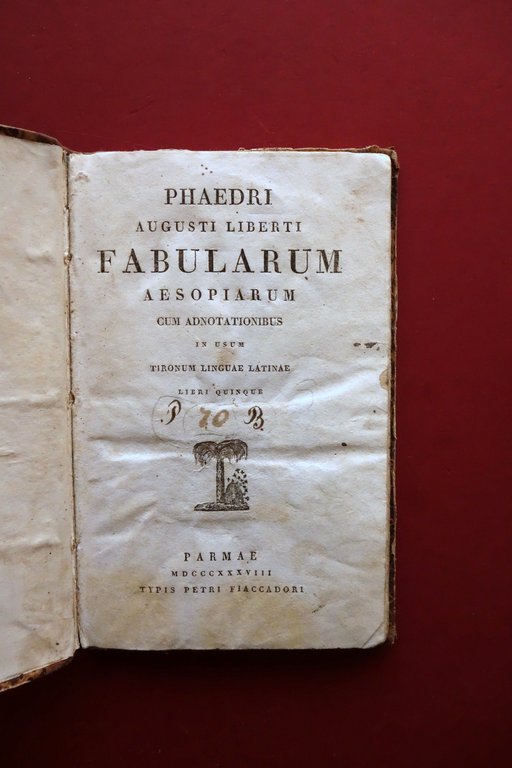 PHAEDRI
AUGUSTI LIBERTI
FABULARUM
AESOPIARUM
CUM ADNOTATIONIBUS
IN USUM
TIRONUM LINGUAE LATINAE
LIBRI QUINQUE
P 70 B
PARMAE
MDCCCXXXVIII
TYPIS PETRI FIACCADORI